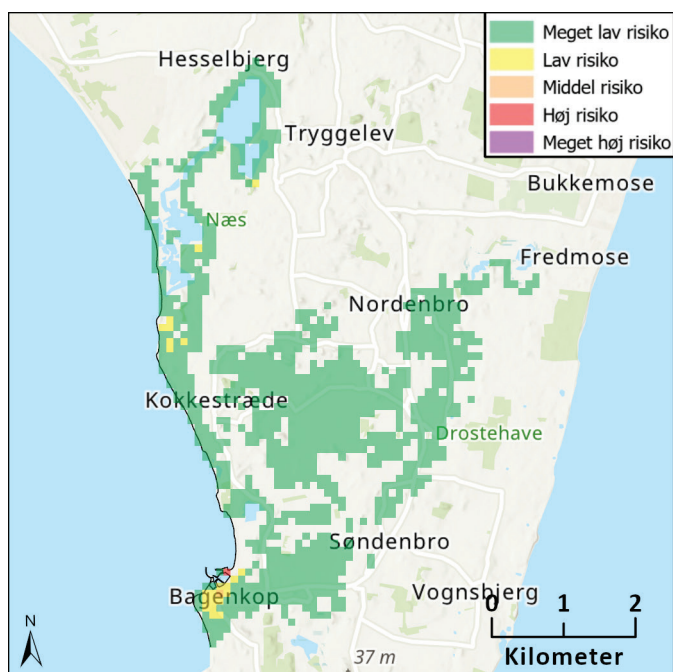 Meget lav risiko
Lav risiko
Middel risiko
Høj risiko
Meget høj risiko
Hesselbjerg
Tryggelev
Bukkemose
Næs
Fredmose
Nordenbro
Kokkestræde
Drostehave
Søndenbro
Bagenkop
Vognsbjerg
0 1 2
Kilometer
N
37 m